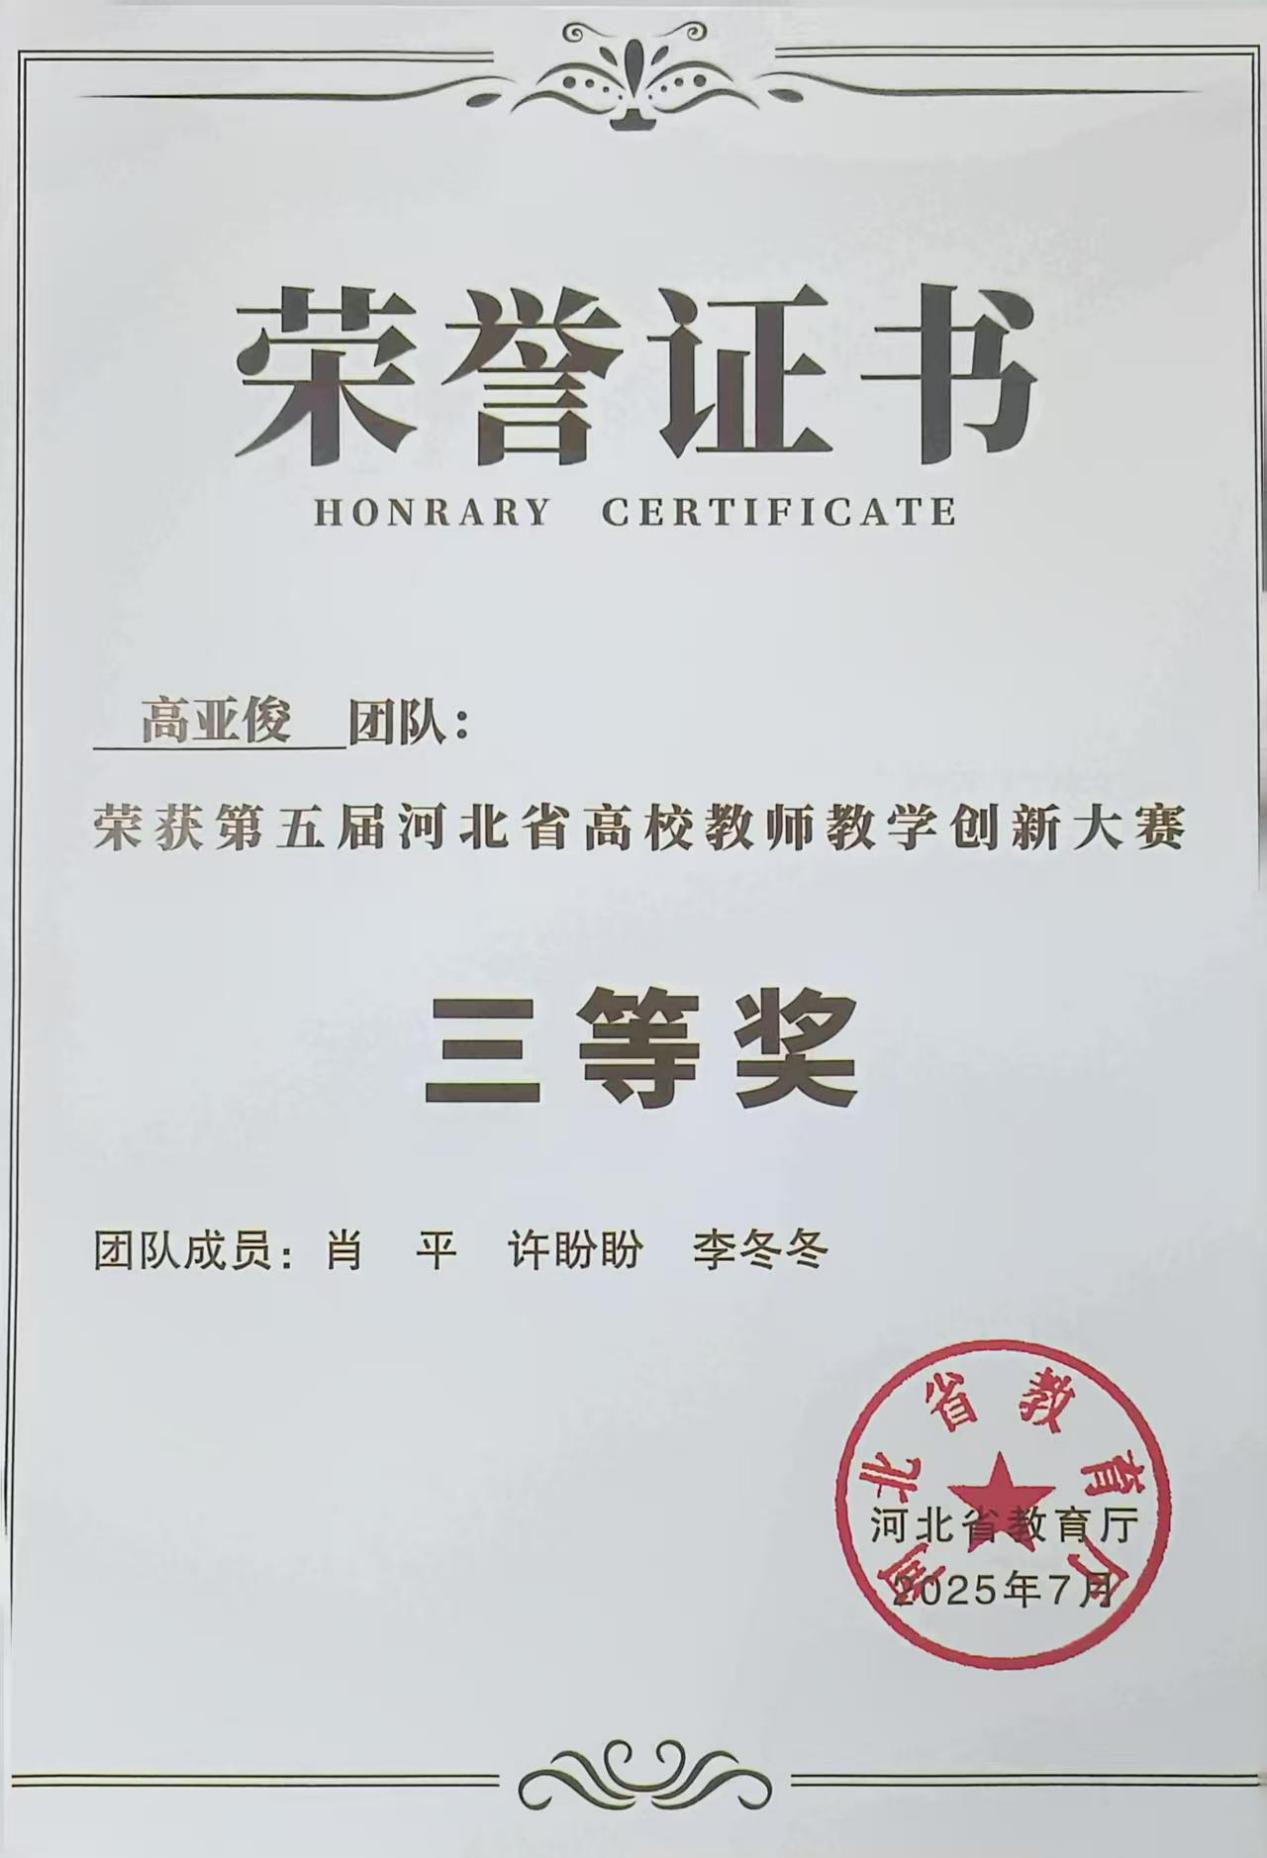 荣誉证书
HONRARY CERTIFICATE
高亚俊 团队：
荣获第五届河北省高校教师教学创新大赛
三等奖
团队成员：肖 平 许盼盼 李冬冬
河北省教育厅
河北省教育厅
2025年7月